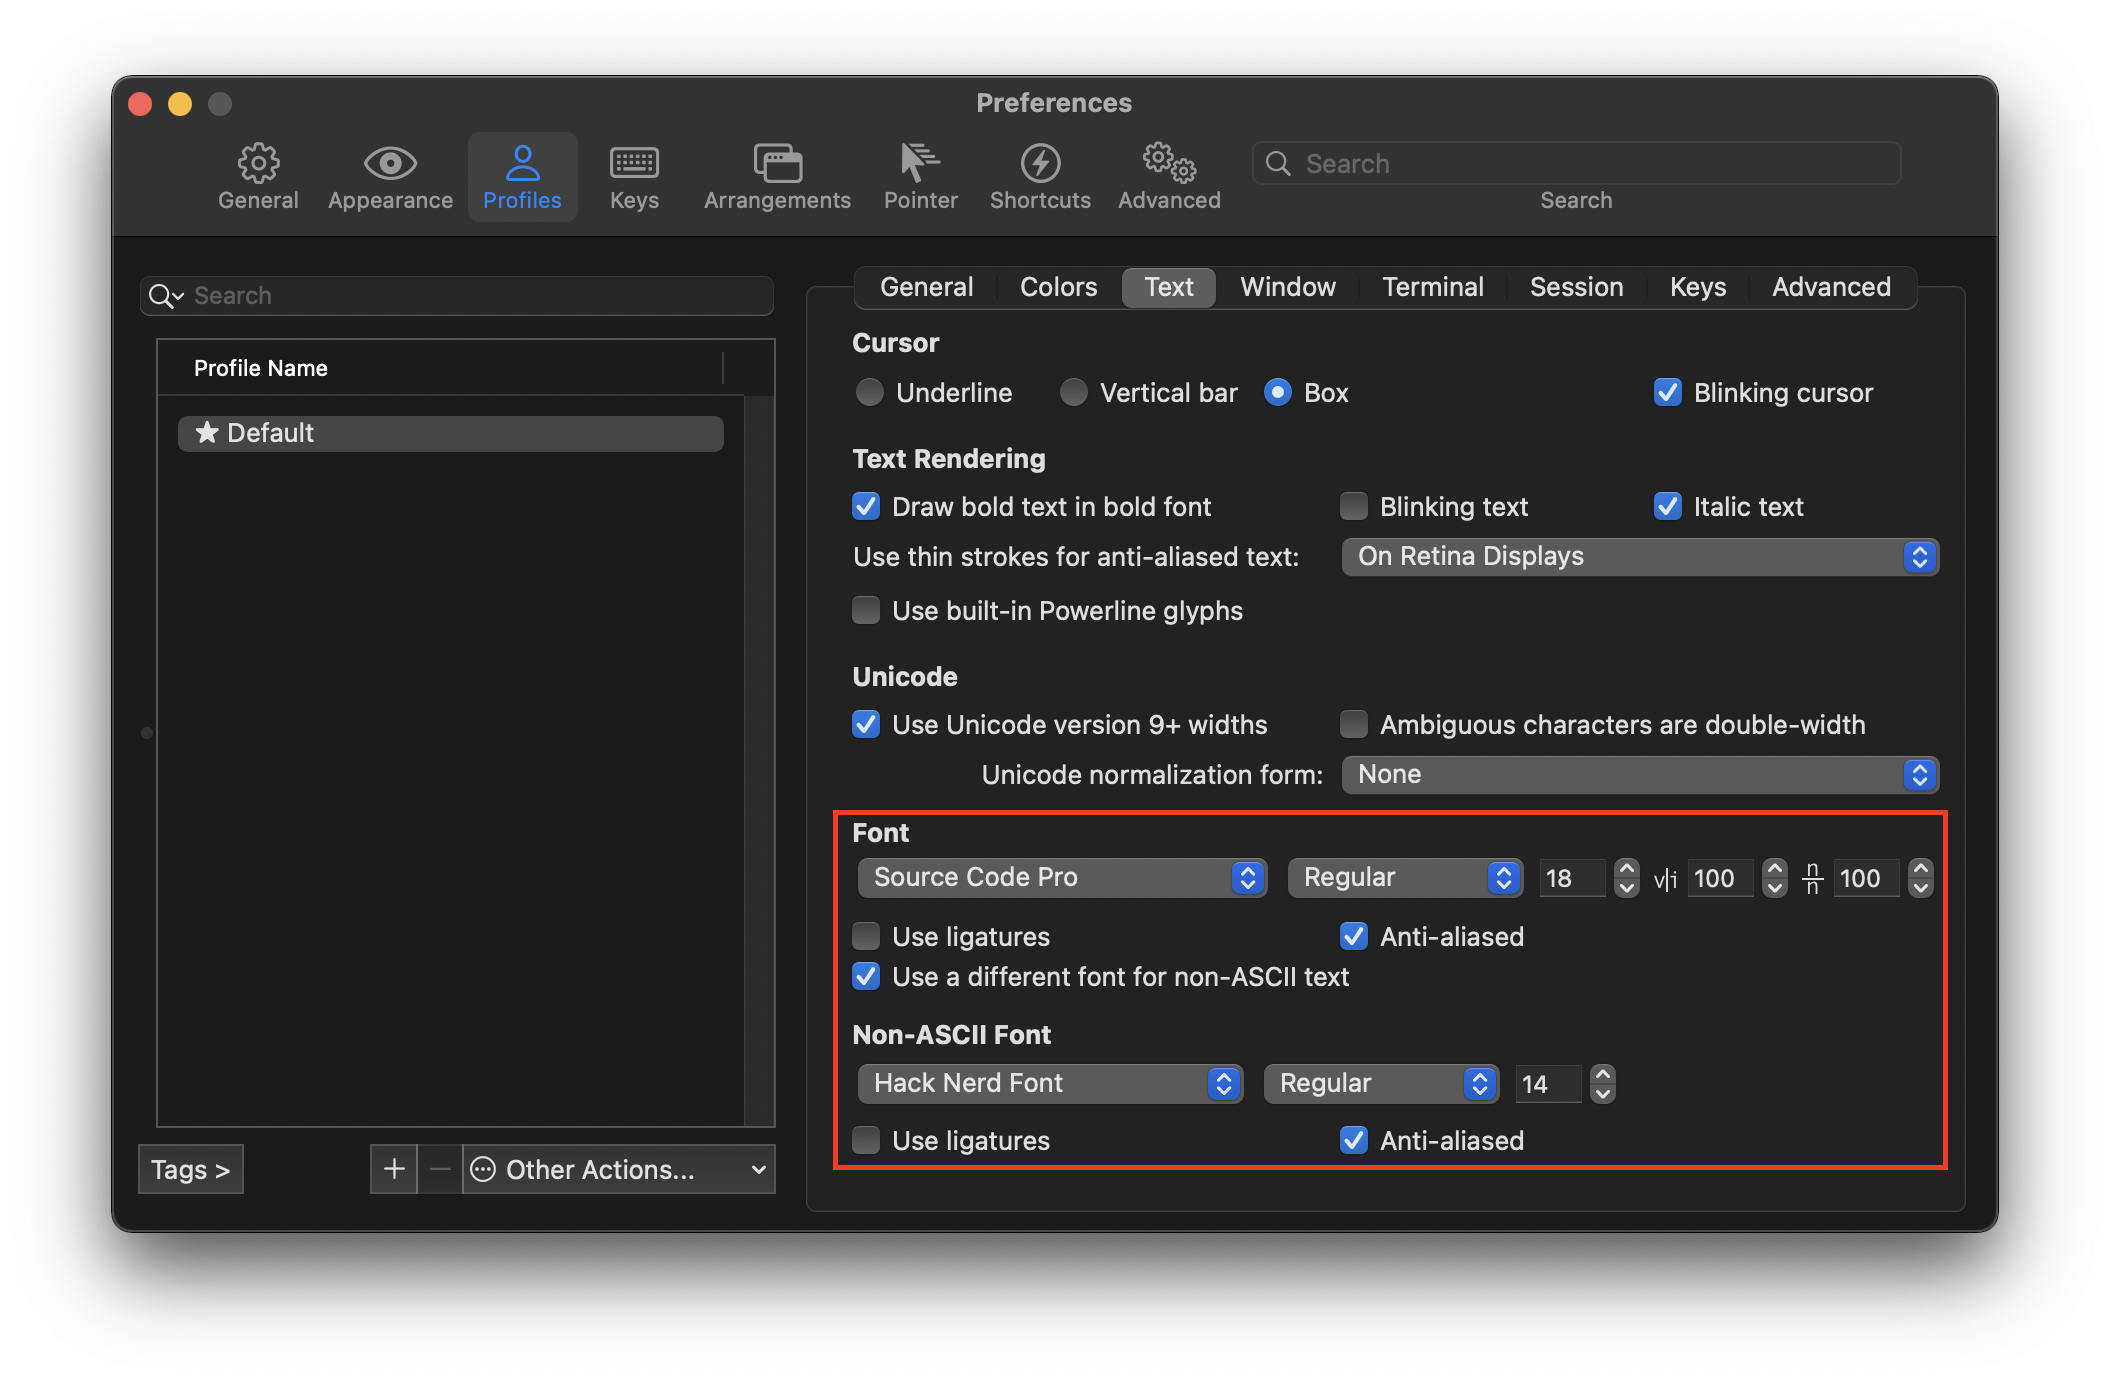 Preferences
General Appearance Profiles Keys Arrangements Pointer Shortcuts Advanced Search
Search
Search
General Colors Text Window Terminal Session Keys Advanced
Profile Name
★ Default
Tags >
+ − Other Actions...
Cursor
Underline Vertical bar Box Blinking cursor
Text Rendering
Draw bold text in bold font Blinking text Italic text
Use thin strokes for anti-aliased text: On Retina Displays
Use built-in Powerline glyphs
Unicode
Use Unicode version 9+ widths Ambiguous characters are double-width
Unicode normalization form: None
Font
Source Code Pro Regular 18 v|i 100 n/n 100
Use ligatures Anti-aliased
Use a different font for non-ASCII text
Non-ASCII Font
Hack Nerd Font Regular 14
Use ligatures Anti-aliased